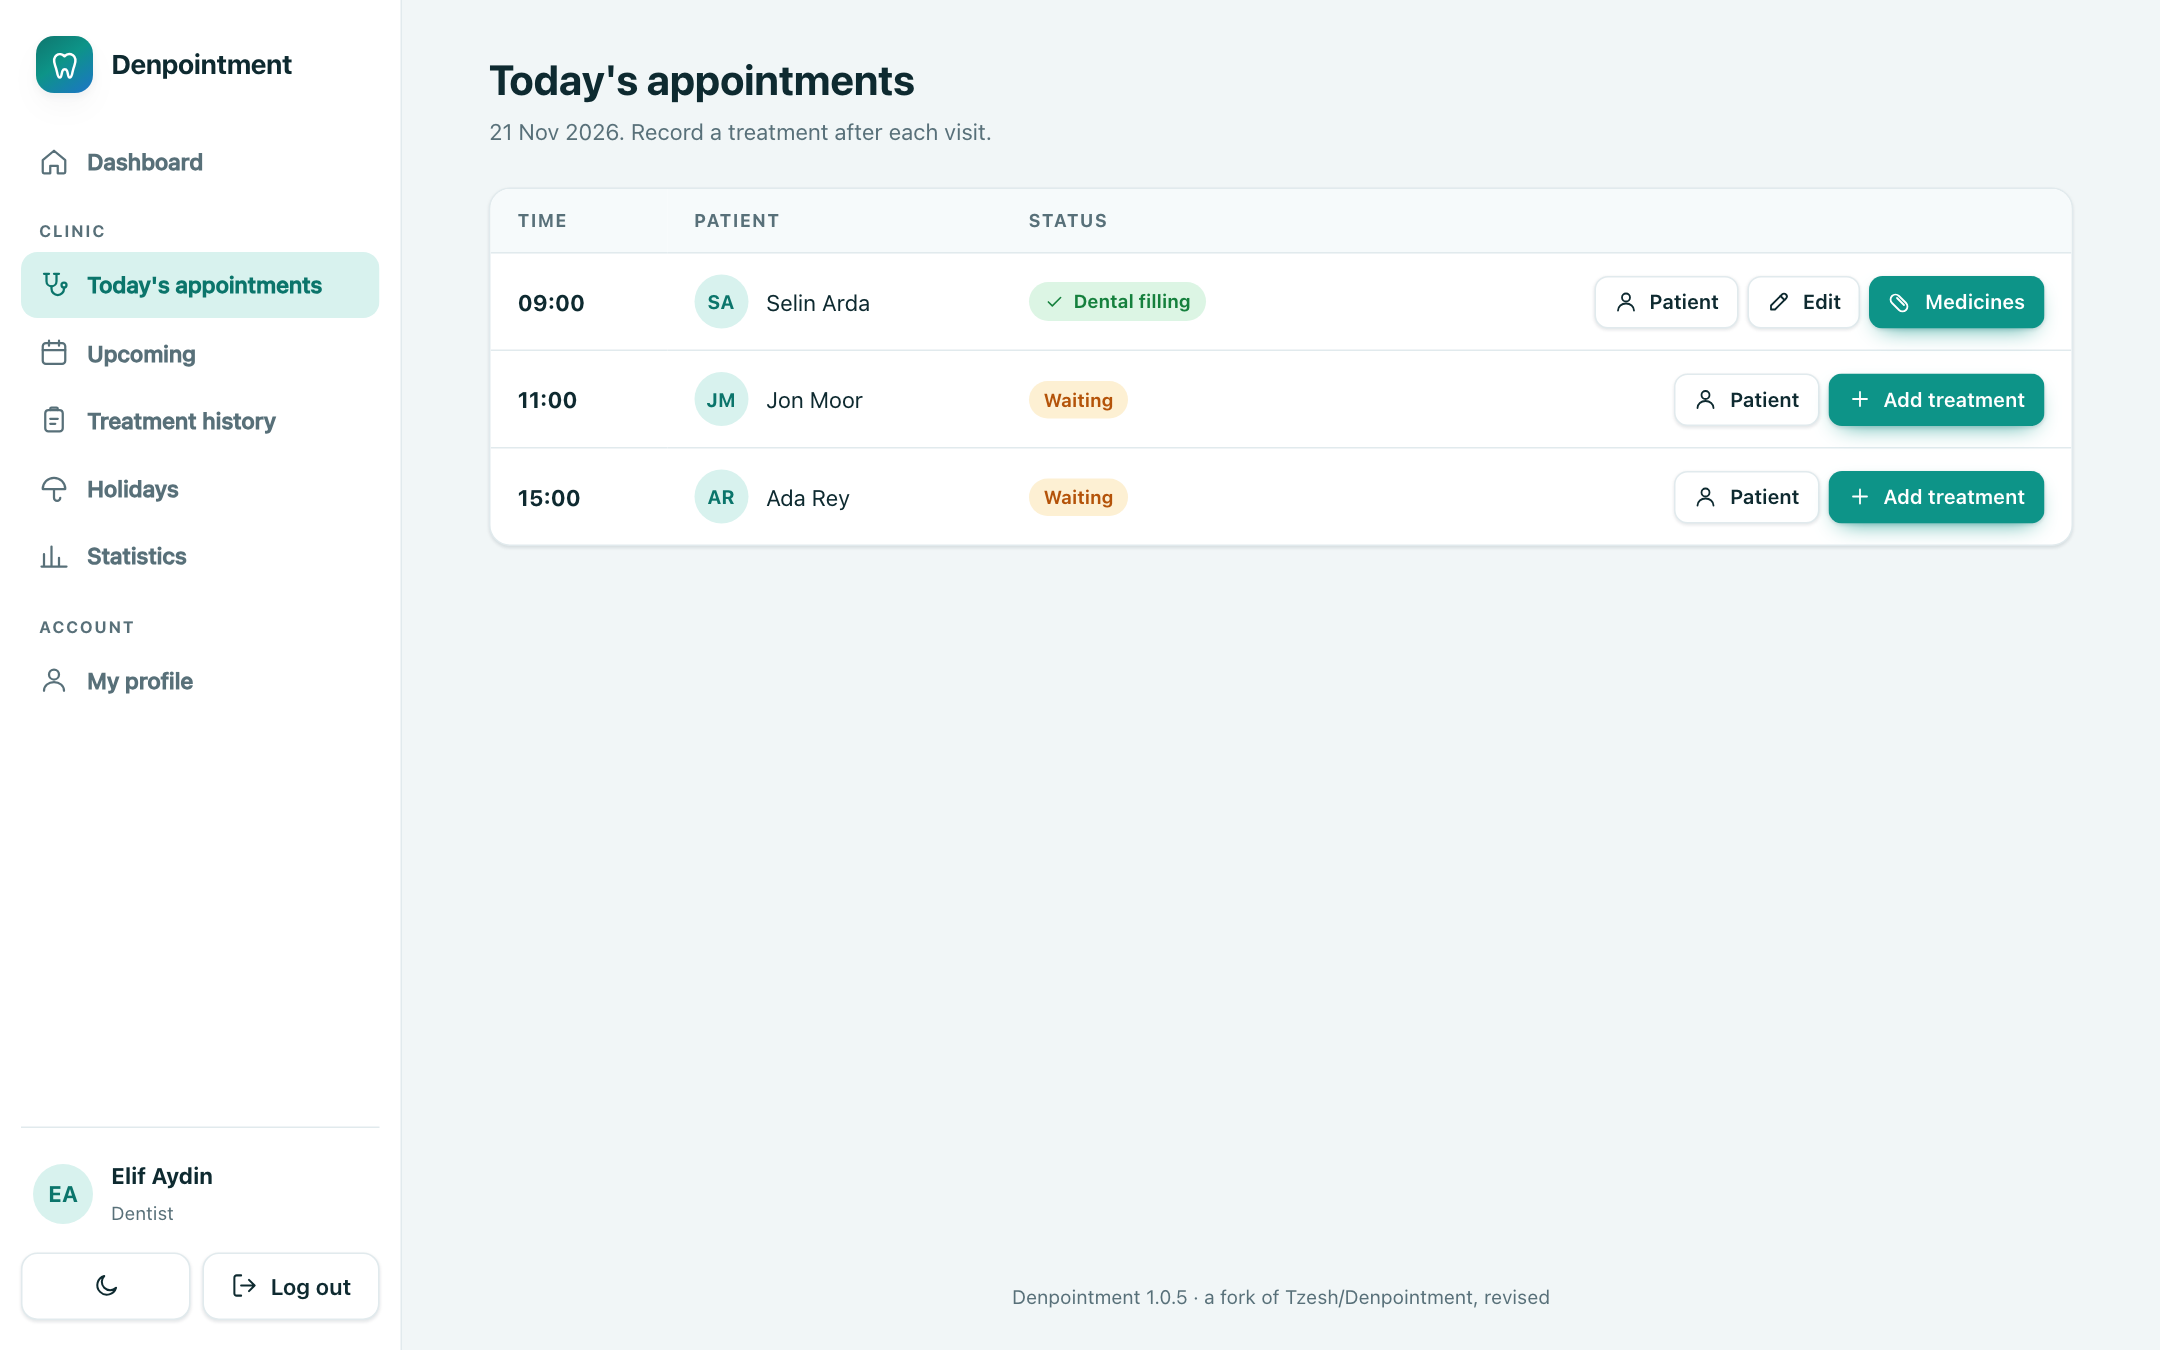 Denpointment
Dashboard
CLINIC
Today's appointments
Upcoming
Treatment history
Holidays
Statistics
ACCOUNT
My profile
EA
Elif Aydin
Dentist
Log out
Today's appointments
21 Nov 2026. Record a treatment after each visit.
TIME PATIENT STATUS
09:00 SA Selin Arda Dental filling Patient Edit Medicines
11:00 JM Jon Moor Waiting Patient Add treatment
15:00 AR Ada Rey Waiting Patient Add treatment
Denpointment 1.0.5 · a fork of Tzesh/Denpointment, revised